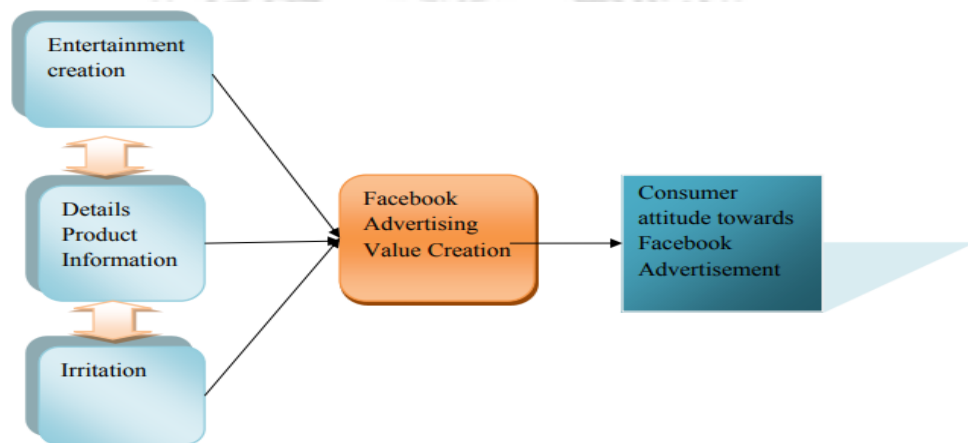 Entertainment
creation
Details
Product
Information
Irritation
Facebook
Advertising
Value Creation
Consumer
attitude towards
Facebook
Advertisement